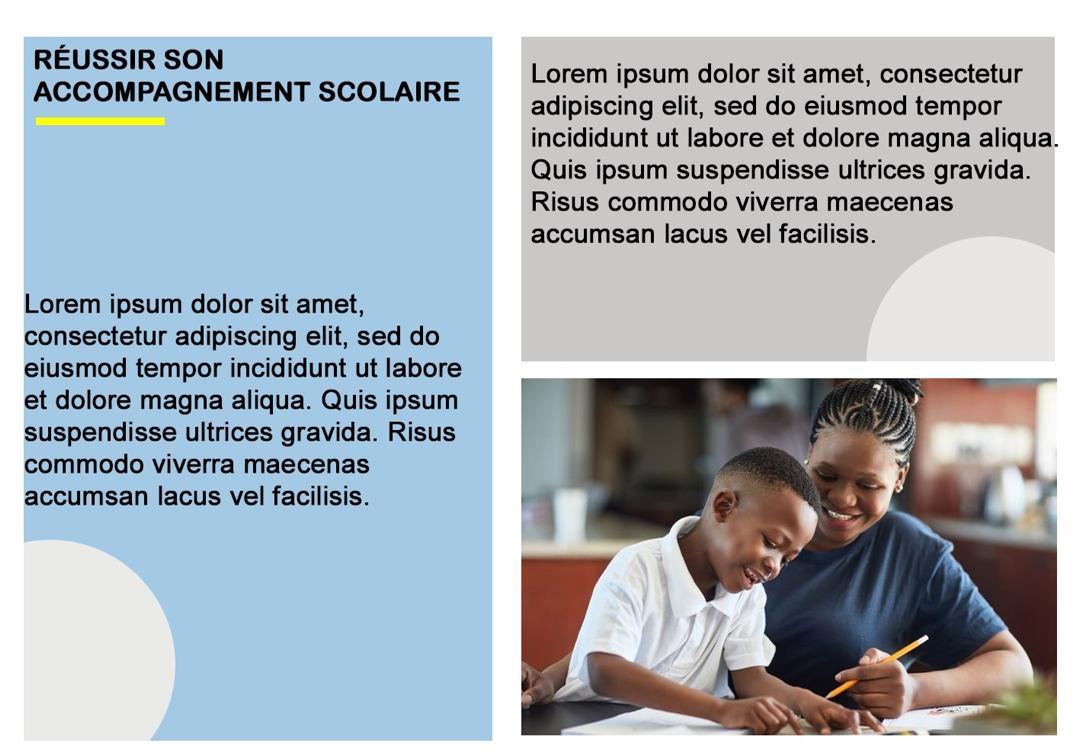 RÉUSSIR SON
ACCOMPAGNEMENT SCOLAIRE
Lorem ipsum dolor sit amet,
consectetur adipiscing elit, sed do
eiusmod tempor incididunt ut labore
et dolore magna aliqua. Quis ipsum
suspendisse ultrices gravida. Risus
commodo viverra maecenas
accumsan lacus vel facilisis.
Lorem ipsum dolor sit amet, consectetur
adipiscing elit, sed do eiusmod tempor
incididunt ut labore et dolore magna aliqua.
Quis ipsum suspendisse ultrices gravida.
Risus commodo viverra maecenas
accumsan lacus vel facilisis.